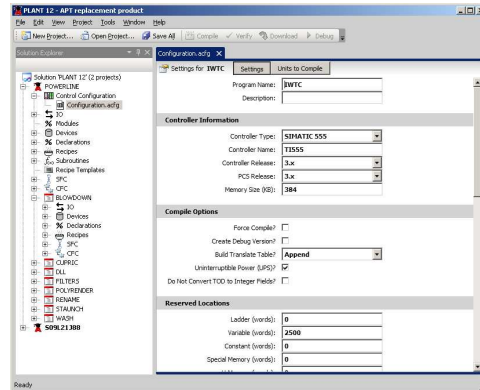 PLANT 12 - APT replacement product
File Edit View Project Tools Window Help
New Project... Open Project... Save All Compile Verify Download Debug
Solution Explorer
Configuration.acfg X
Solution 'PLANT 12' (2 projects)
POWERLINE
Control Configuration
Configuration.acfg
IO
Modules
Devices
Declarations
Recipes
Subroutines
Recipe Templates
SFC
CFC
BLOWDOWN
IO
Devices
Declarations
Recipes
SFC
CFC
CUPRIC
DLL
FILTERS
POLYRENDER
RENAME
STAUNCH
WASH
S09L21J88
Settings for IWTC Settings Units to Compile
Program Name: IWTC
Description:
Controller Information
Controller Type: SIMATIC 555
Controller Name: TI555
Controller Release: 3.x
PCS Release: 3.x
Memory Size (KB): 384
Compile Options
Force Compile?
Create Debug Version?
Build Translate Table? Append
Uninterruptible Power (UPS)?
Do Not Convert TOD to Integer Fields?
Reserved Locations
Ladder (words): 0
Variable (words): 2500
Constant (words): 0
Special Memory (words): 0
Ready